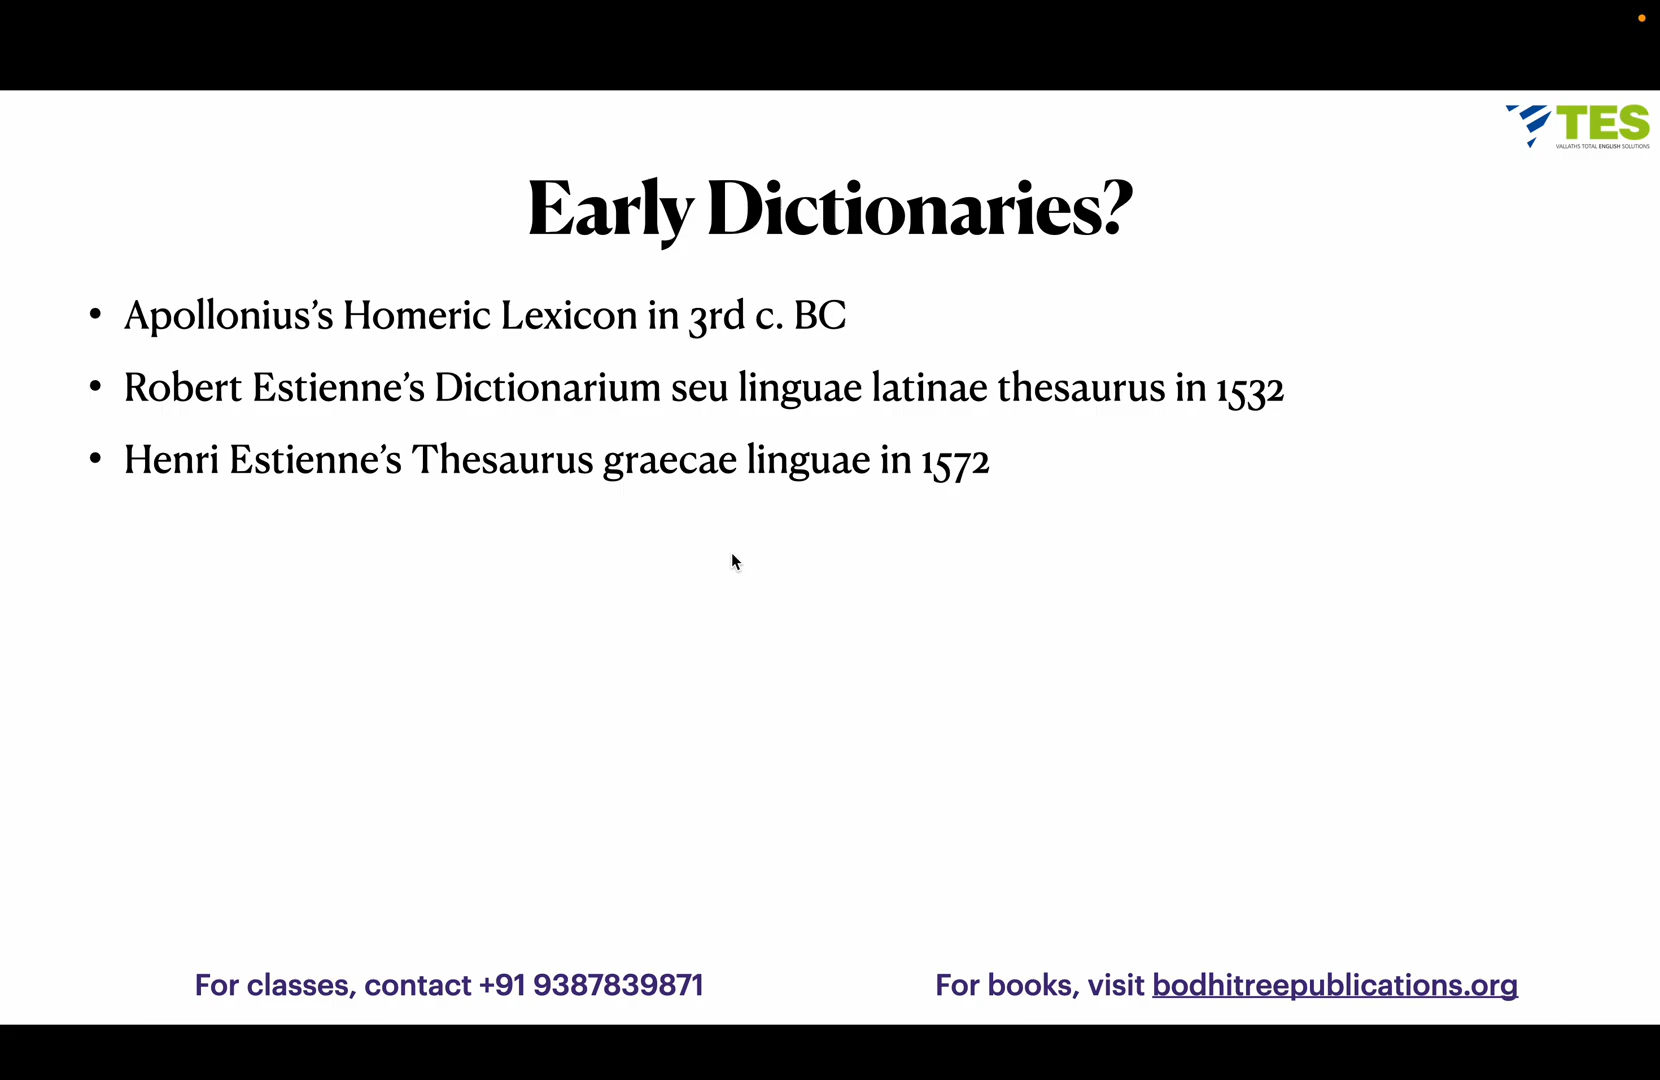 TES
VALLATHS TOTAL ENGLISH SOLUTIONS
Early Dictionaries?
• Apollonius’s Homeric Lexicon in 3rd c. BC
• Robert Estienne’s Dictionarium seu linguae latinae thesaurus in 1532
• Henri Estienne’s Thesaurus graecae linguae in 1572
For classes, contact +91 9387839871
For books, visit bodhitreepublications.org